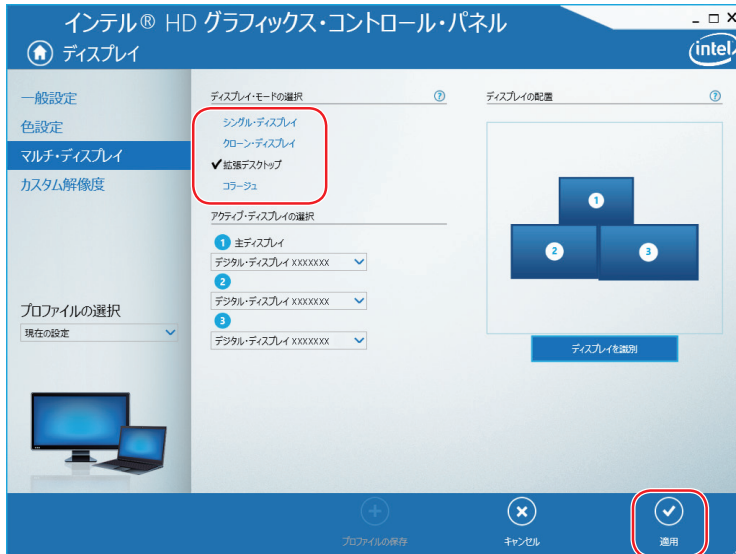 インテル® HD グラフィックス・コントロール・パネル
ディスプレイ
intel
一般設定
色設定
マルチ・ディスプレイ
カスタム解像度
プロファイルの選択
現在の設定
ディスプレイ・モードの選択
?
シングル・ディスプレイ
クローン・ディスプレイ
拡張デスクトップ
コラージュ
アクティブ・ディスプレイの選択
1 主ディスプレイ
デジタル・ディスプレイ XXXXXXX
2
デジタル・ディスプレイ XXXXXXX
3
デジタル・ディスプレイ XXXXXXX
ディスプレイの配置
?
1
2
3
ディスプレイを識別
プロファイルの保存
キャンセル
適用